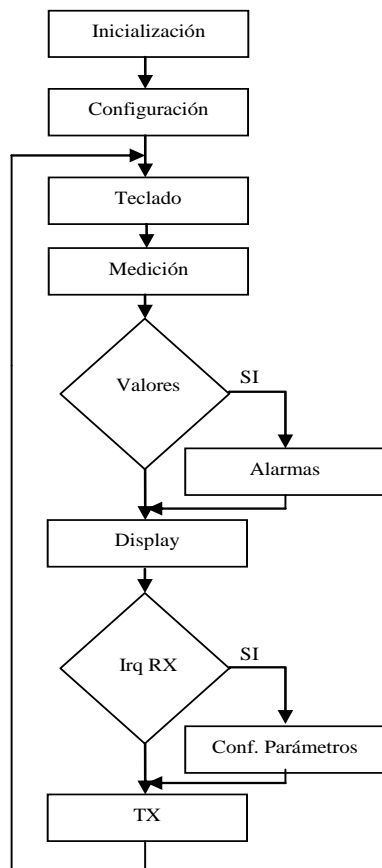 Inicialización
Configuración
Teclado
Medición
Valores
SI
Alarmas
Display
Irq RX
SI
Conf. Parámetros
TX